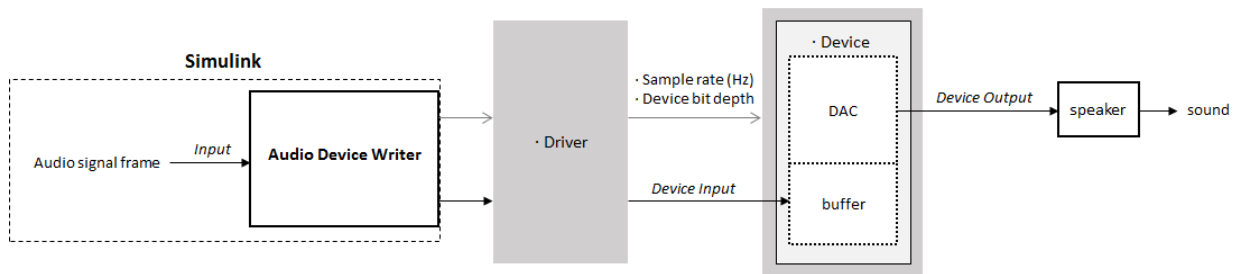 Simulink
Audio signal frame
Input
Audio Device Writer
· Driver
· Sample rate (Hz)
· Device bit depth
Device Input
· Device
DAC
buffer
Device Output
speaker
sound